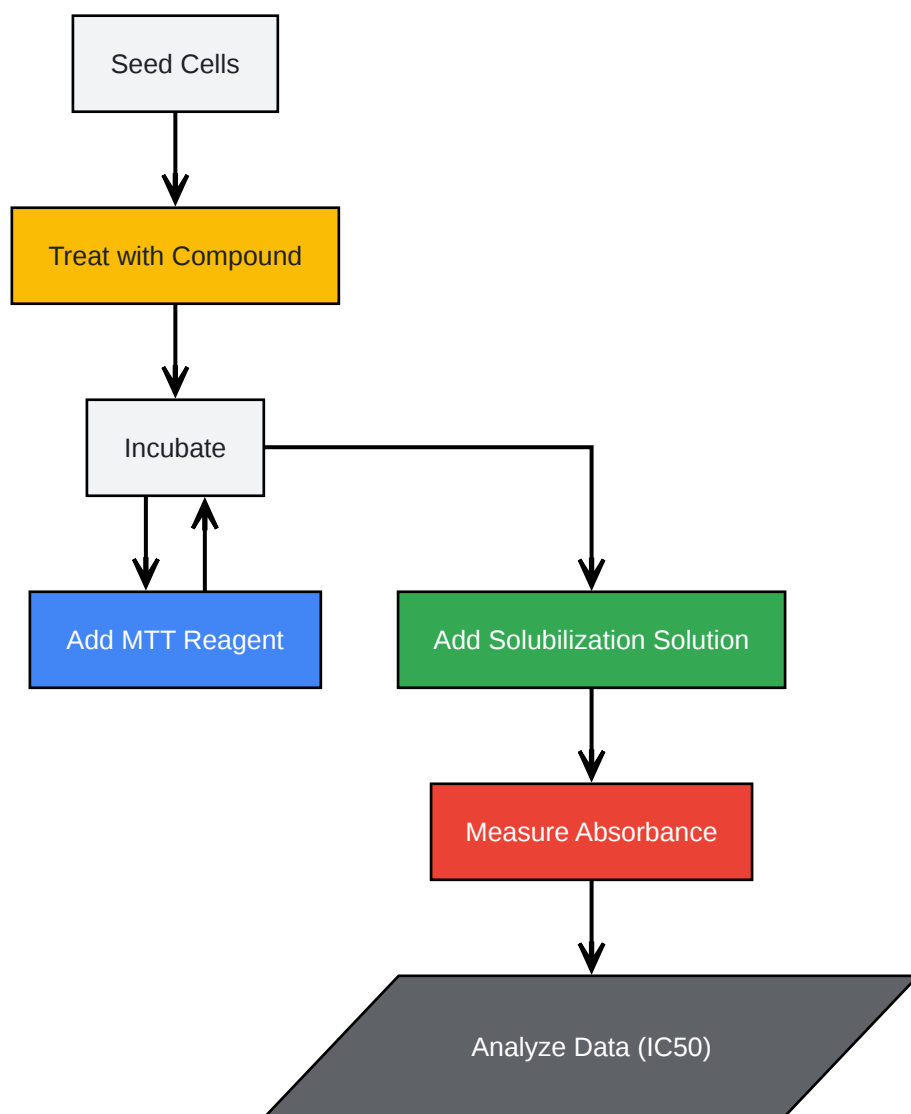 Seed Cells
Treat with Compound
Incubate
Add MTT Reagent
Add Solubilization Solution
Measure Absorbance
Analyze Data (IC50)